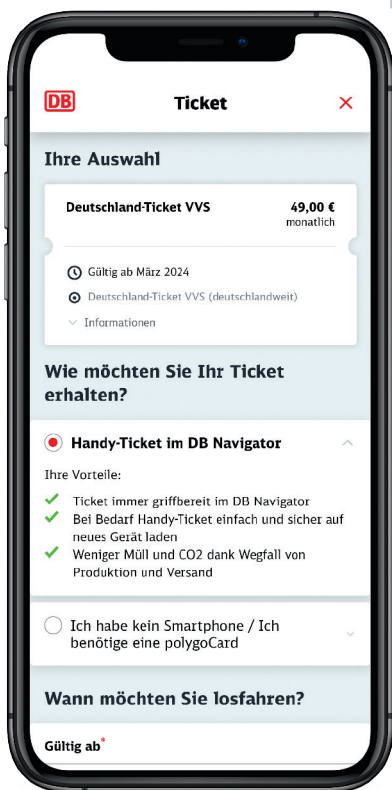 DB
Ticket
Ihre Auswahl
Deutschland-Ticket VVS 49,00 €
monatlich
Gültig ab März 2024
Deutschland-Ticket VVS (deutschlandweit)
Informationen
Wie möchten Sie Ihr Ticket
erhalten?
Handy-Ticket im DB Navigator
Ihre Vorteile:
Ticket immer griffbereit im DB Navigator
Bei Bedarf Handy-Ticket einfach und sicher auf
neues Gerät laden
Weniger Müll und CO2 dank Wegfall von
Produktion und Versand
Ich habe kein Smartphone / Ich
benötige eine polygoCard
Wann möchten Sie losfahren?
Gültig ab*